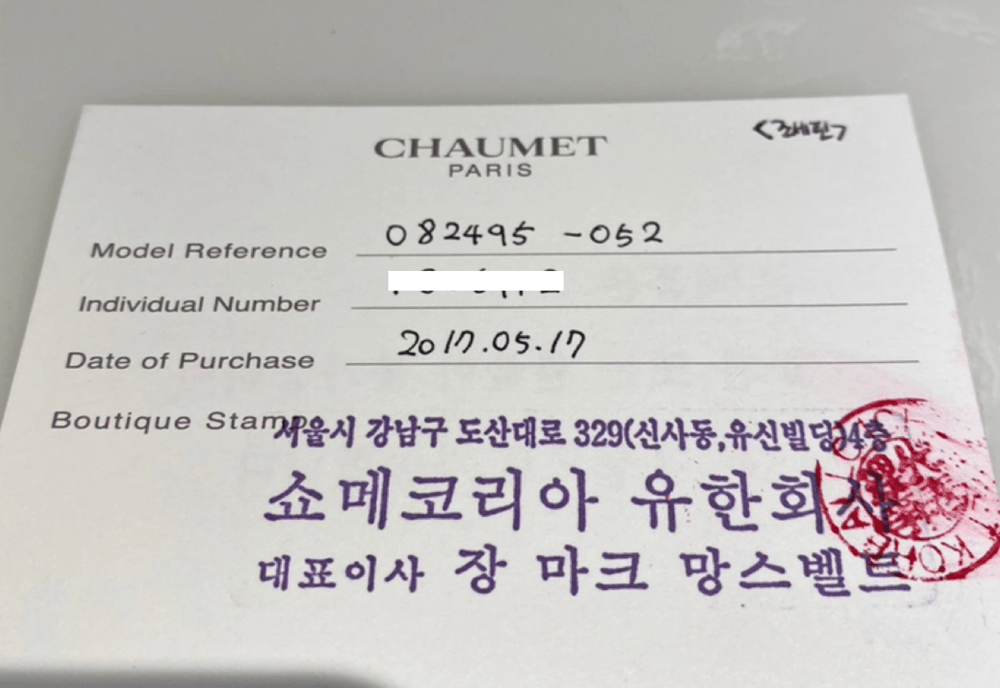 CHAUMET
PARIS
Model Reference 082495 -052
Individual Number
Date of Purchase 2017.05.17
Boutique Stamp
서울시 강남구 도산대로 329(신사동,유신빌딩)4층
쇼메코리아 유한회사
대표이사 장 마크 망스벨트